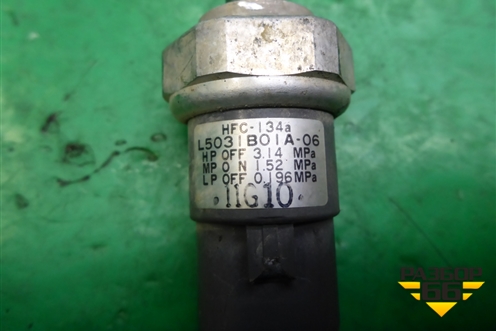 HFC-134a
L5031B01A-06
HP OFF 3.14 MPa
MP O N 1.52 MPa
LP OFF 0.196 MPa
·11G10·
РАЗБОР
66